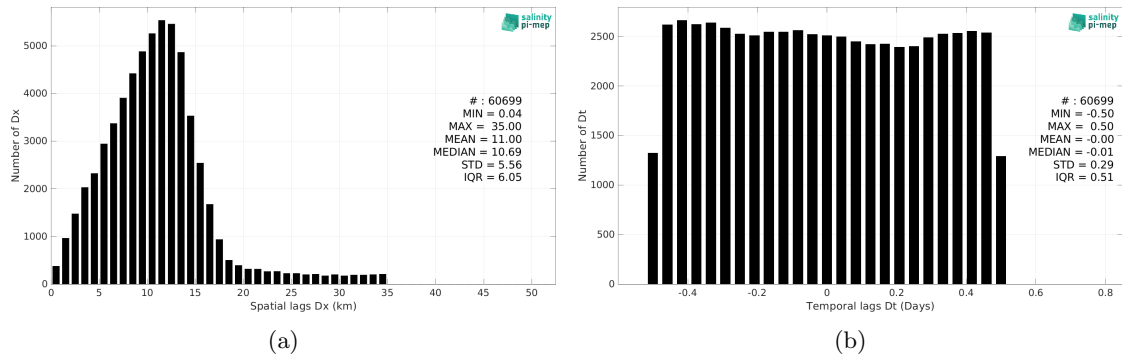 salinity
pi-mep
Number of Dx
5000
4000
3000
2000
1000
0
# : 60699
MIN = 0.04
MAX = 35.00
MEAN = 11.00
MEDIAN = 10.69
STD = 5.56
IQR = 6.05
0 5 10 15 20 25 30 35 40 45 50
Spatial lags Dx (km)
(a)
salinity
pi-mep
Number of Dt
2500
2000
1500
1000
500
0
# : 60699
MIN = -0.50
MAX = 0.50
MEAN = -0.00
MEDIAN = -0.01
STD = 0.29
IQR = 0.51
-0.4 -0.2 0 0.2 0.4 0.6 0.8
Temporal lags Dt (Days)
(b)